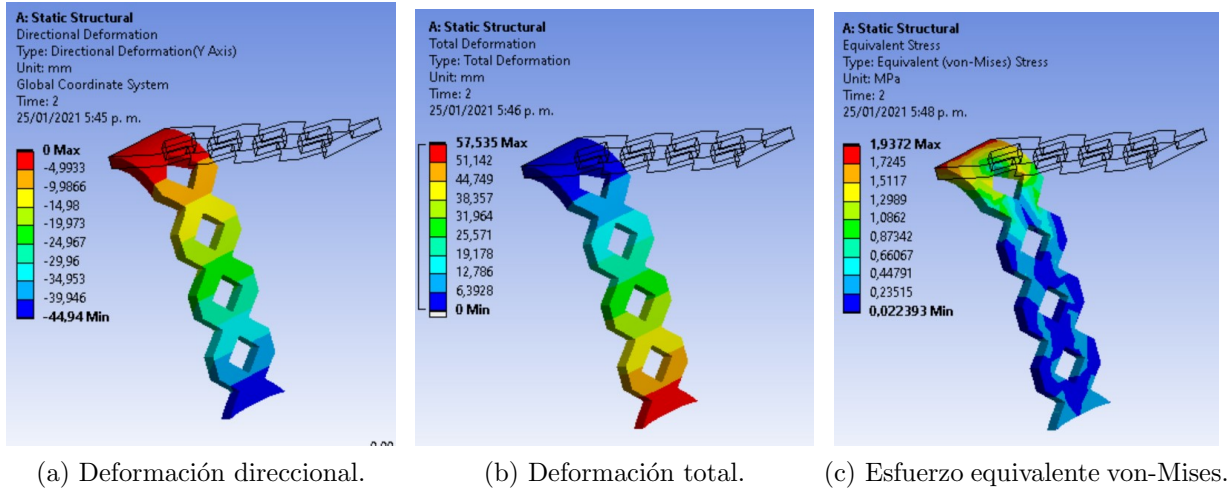 A: Static Structural
Directional Deformation
Type: Directional Deformation(Y Axis)
Unit: mm
Global Coordinate System
Time: 2
25/01/2021 5:45 p. m.
0 Max
-4,9933
-9,9866
-14,98
-19,973
-24,967
-29,96
-34,953
-39,946
-44,94 Min
(a) Deformación direccional.
A: Static Structural
Total Deformation
Type: Total Deformation
Unit: mm
Time: 2
25/01/2021 5:46 p. m.
57,535 Max
51,142
44,749
38,357
31,964
25,571
19,178
12,786
6,3928
0 Min
(b) Deformación total.
A: Static Structural
Equivalent Stress
Type: Equivalent (von-Mises) Stress
Unit: MPa
Time: 2
25/01/2021 5:48 p. m.
1,9372 Max
1,7245
1,5117
1,2989
1,0862
0,87342
0,66067
0,44791
0,23515
0,022393 Min
(c) Esfuerzo equivalente von-Mises.